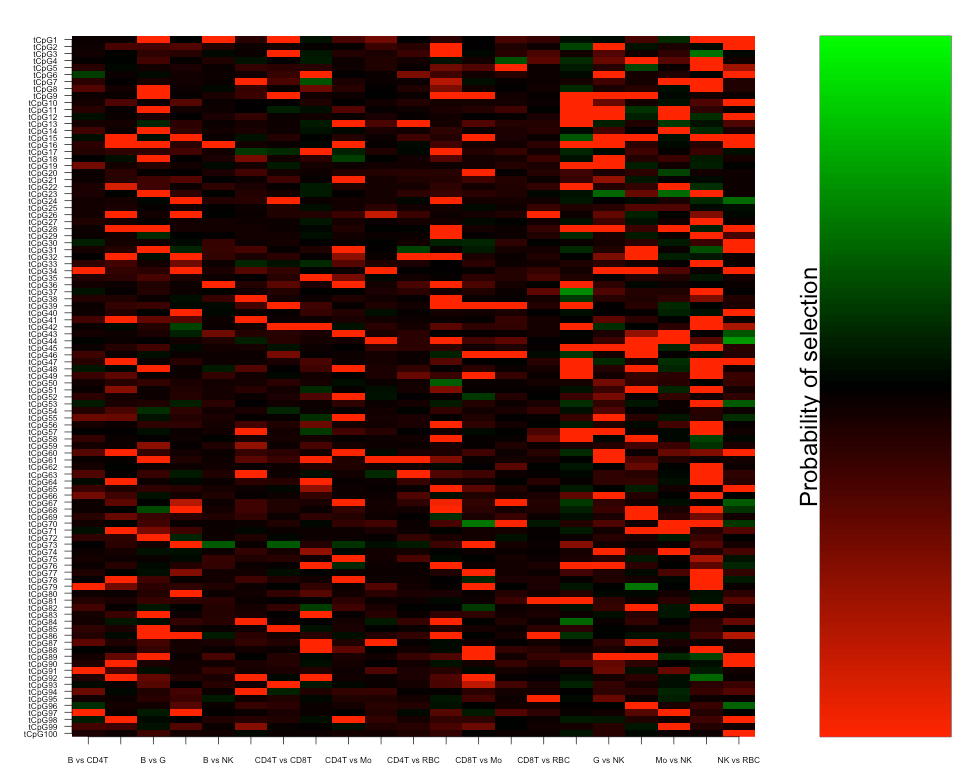 tCpG1
tCpG2
tCpG3
tCpG4
tCpG5
tCpG6
tCpG7
tCpG8
tCpG9
tCpG10
tCpG11
tCpG12
tCpG13
tCpG14
tCpG15
tCpG16
tCpG17
tCpG18
tCpG19
tCpG20
tCpG21
tCpG22
tCpG23
tCpG24
tCpG25
tCpG26
tCpG27
tCpG28
tCpG29
tCpG30
tCpG31
tCpG32
tCpG33
tCpG34
tCpG35
tCpG36
tCpG37
tCpG38
tCpG39
tCpG40
tCpG41
tCpG42
tCpG43
tCpG44
tCpG45
tCpG46
tCpG47
tCpG48
tCpG49
tCpG50
tCpG51
tCpG52
tCpG53
tCpG54
tCpG55
tCpG56
tCpG57
tCpG58
tCpG59
tCpG60
tCpG61
tCpG62
tCpG63
tCpG64
tCpG65
tCpG66
tCpG67
tCpG68
tCpG69
tCpG70
tCpG71
tCpG72
tCpG73
tCpG74
tCpG75
tCpG76
tCpG77
tCpG78
tCpG79
tCpG80
tCpG81
tCpG82
tCpG83
tCpG84
tCpG85
tCpG86
tCpG87
tCpG88
tCpG89
tCpG90
tCpG91
tCpG92
tCpG93
tCpG94
tCpG95
tCpG96
tCpG97
tCpG98
tCpG99
tCpG100
B vs CD4T B vs G B vs NK CD4T vs CD8T CD4T vs Mo CD4T vs RBC CD8T vs Mo CD8T vs RBC G vs NK Mo vs NK NK vs RBC
Probability of selection